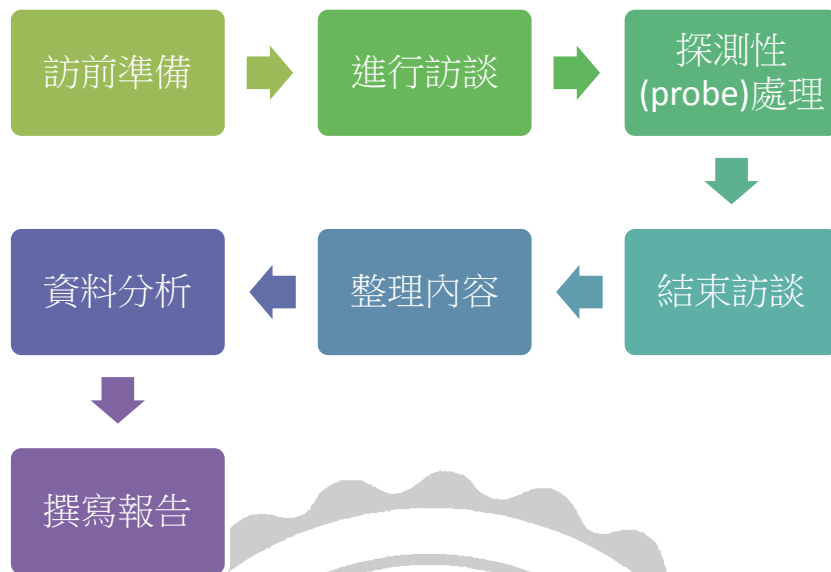 訪前準備
進行訪談
探測性
(probe)處理
結束訪談
整理內容
資料分析
撰寫報告